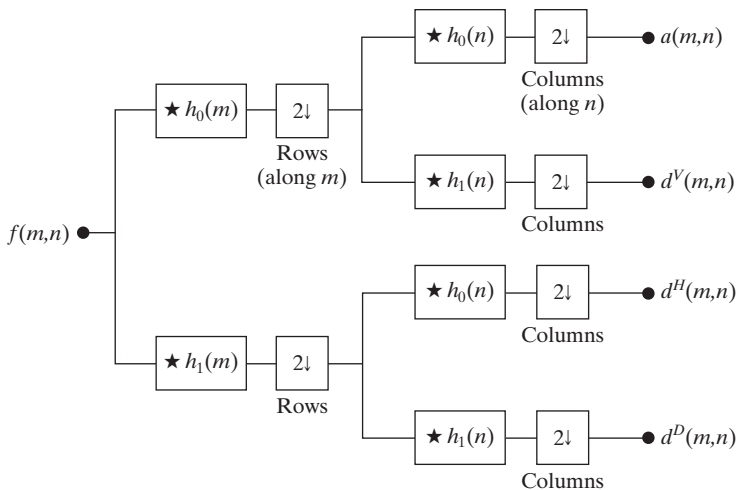 ★ h₀(n)
2↓
a(m,n)
Columns
(along n)
★ h₀(m)
2↓
Rows
(along m)
★ h₁(n)
2↓
dⱽ(m,n)
Columns
f(m,n)
★ h₀(n)
2↓
dᴴ(m,n)
Columns
★ h₁(m)
2↓
Rows
★ h₁(n)
2↓
dᴰ(m,n)
Columns